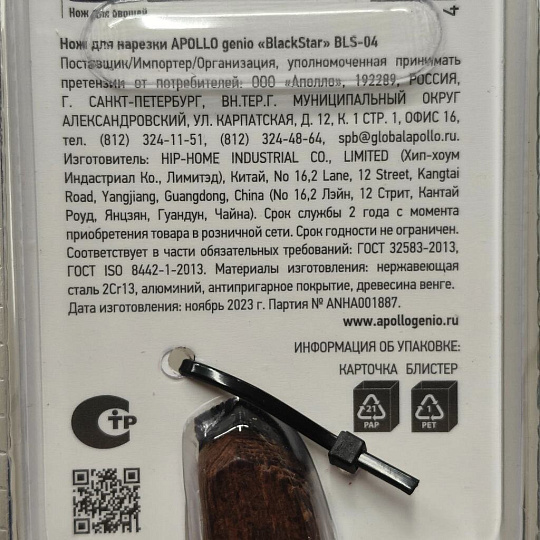 Нож для овощей
4
Нож для нарезки APOLLO genio «BlackStar» BLS-04
Поставщик/Импортер/Организация, уполномоченная принимать
претензии от потребителей: ООО «Аполло», 192289, РОССИЯ,
Г. САНКТ-ПЕТЕРБУРГ, ВН.ТЕР.Г. МУНИЦИПАЛЬНЫЙ ОКРУГ
АЛЕКСАНДРОВСКИЙ, УЛ. КАРПАТСКАЯ, Д. 12, К. 1 СТР. 1, ОФИС 16,
тел. (812) 324-11-51, (812) 324-48-64, spb@globalapollo.ru.
Изготовитель: HIP-HOME INDUSTRIAL CO., LIMITED (Хип-хоум
Индастриал Ко., Лимитэд), Китай, No 16,2 Lane, 12 Street, Kangtai
Road, Yangjiang, Guangdong, China (No 16,2 Лэйн, 12 Стрит, Кантай
Роуд, Янцзян, Гуандун, Чайна). Срок службы 2 года с момента
приобретения товара в розничной сети. Срок годности не ограничен.
Соответствует в части обязательных требований: ГОСТ 32583-2013,
ГОСТ ISO 8442-1-2013. Материалы изготовления: нержавеющая
сталь 2Cr13, алюминий, антипригарное покрытие, древесина венге.
Дата изготовления: ноябрь 2023 г. Партия № ANHA001887.
www.apollogenio.ru
ИНФОРМАЦИЯ ОБ УПАКОВКЕ:
КАРТОЧКА БЛИСТЕР
21 1
PAP PET
СТР